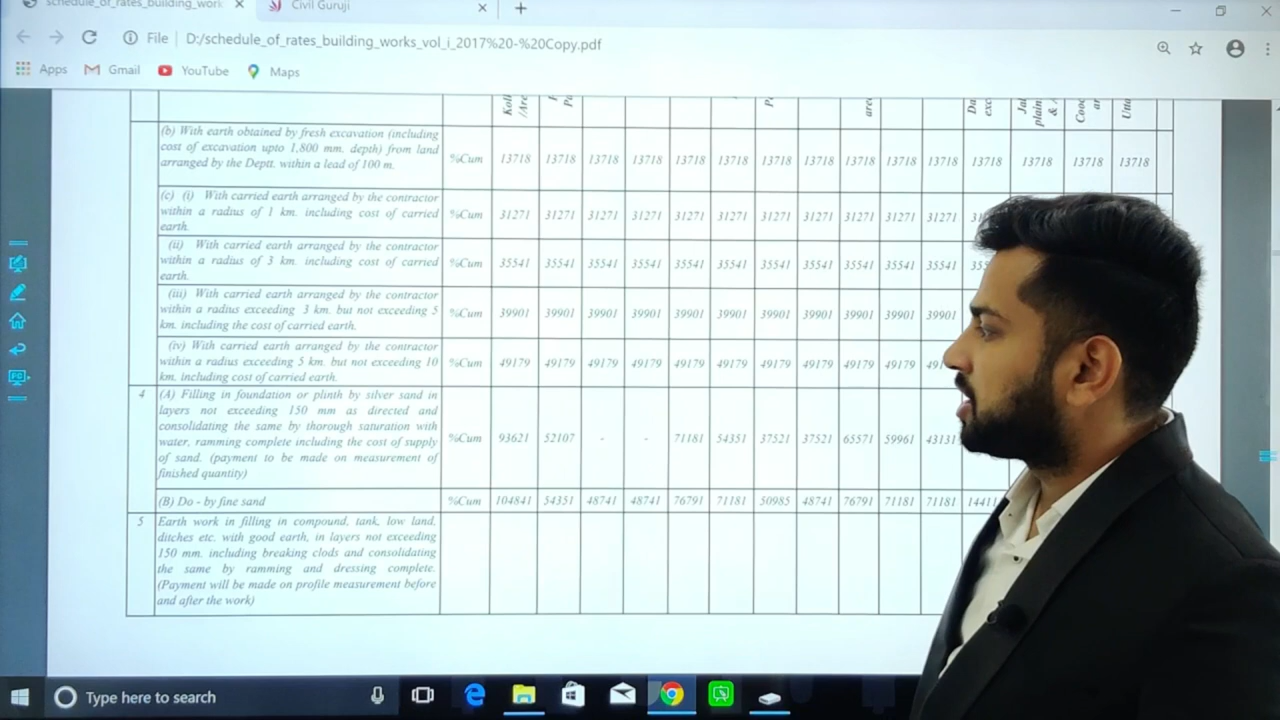 schedule_of_rates_building_work
Civil Guruji
File
D:/schedule_of_rates_building_works_vol_i_2017%20-%20Copy.pdf
Apps
Gmail
YouTube
Maps
(b) With earth obtained by fresh excavation (including
cost of excavation upto 1,800 mm. depth) from land
arranged by the Deptt. within a lead of 100 m.
%Cum 13718 13718 13718 13718 13718 13718 13718 13718 13718 13718 13718 13718 13718 13718 13718
(c) (i) With carried earth arranged by the contractor
within a radius of 1 km. including cost of carried
earth.
%Cum 31271 31271 31271 31271 31271 31271 31271 31271 31271 31271 31271
(ii) With carried earth arranged by the contractor
within a radius of 3 km. including cost of carried
earth.
%Cum 35541 35541 35541 35541 35541 35541 35541 35541 35541 35541 35541
(iii) With carried earth arranged by the contractor
within a radius exceeding 3 km. but not exceeding 5
km. including the cost of carried earth.
%Cum 39901 39901 39901 39901 39901 39901 39901 39901 39901 39901 39901
(iv) With carried earth arranged by the contractor
within a radius exceeding 5 km. but not exceeding 10
km. including cost of carried earth.
%Cum 49179 49179 49179 49179 49179 49179 49179 49179 49179 49179
4 (A) Filling in foundation or plinth by silver sand in
layers not exceeding 150 mm as directed and
consolidating the same by thorough saturation with
water, ramming complete including the cost of supply
of sand. (payment to be made on measurement of
finished quantity)
%Cum 93621 52107 - - 71181 54351 37521 37521 65571 59961 43131
(B) Do - by fine sand %Cum 104841 54351 48741 48741 76791 71181 50985 48741 76791 71181 71181
5 Earth work in filling in compound, tank, low land,
ditches etc. with good earth, in layers not exceeding
150 mm. including breaking clods and consolidating
the same by ramming and dressing complete.
(Payment will be made on profile measurement before
and after the work)
Type here to search